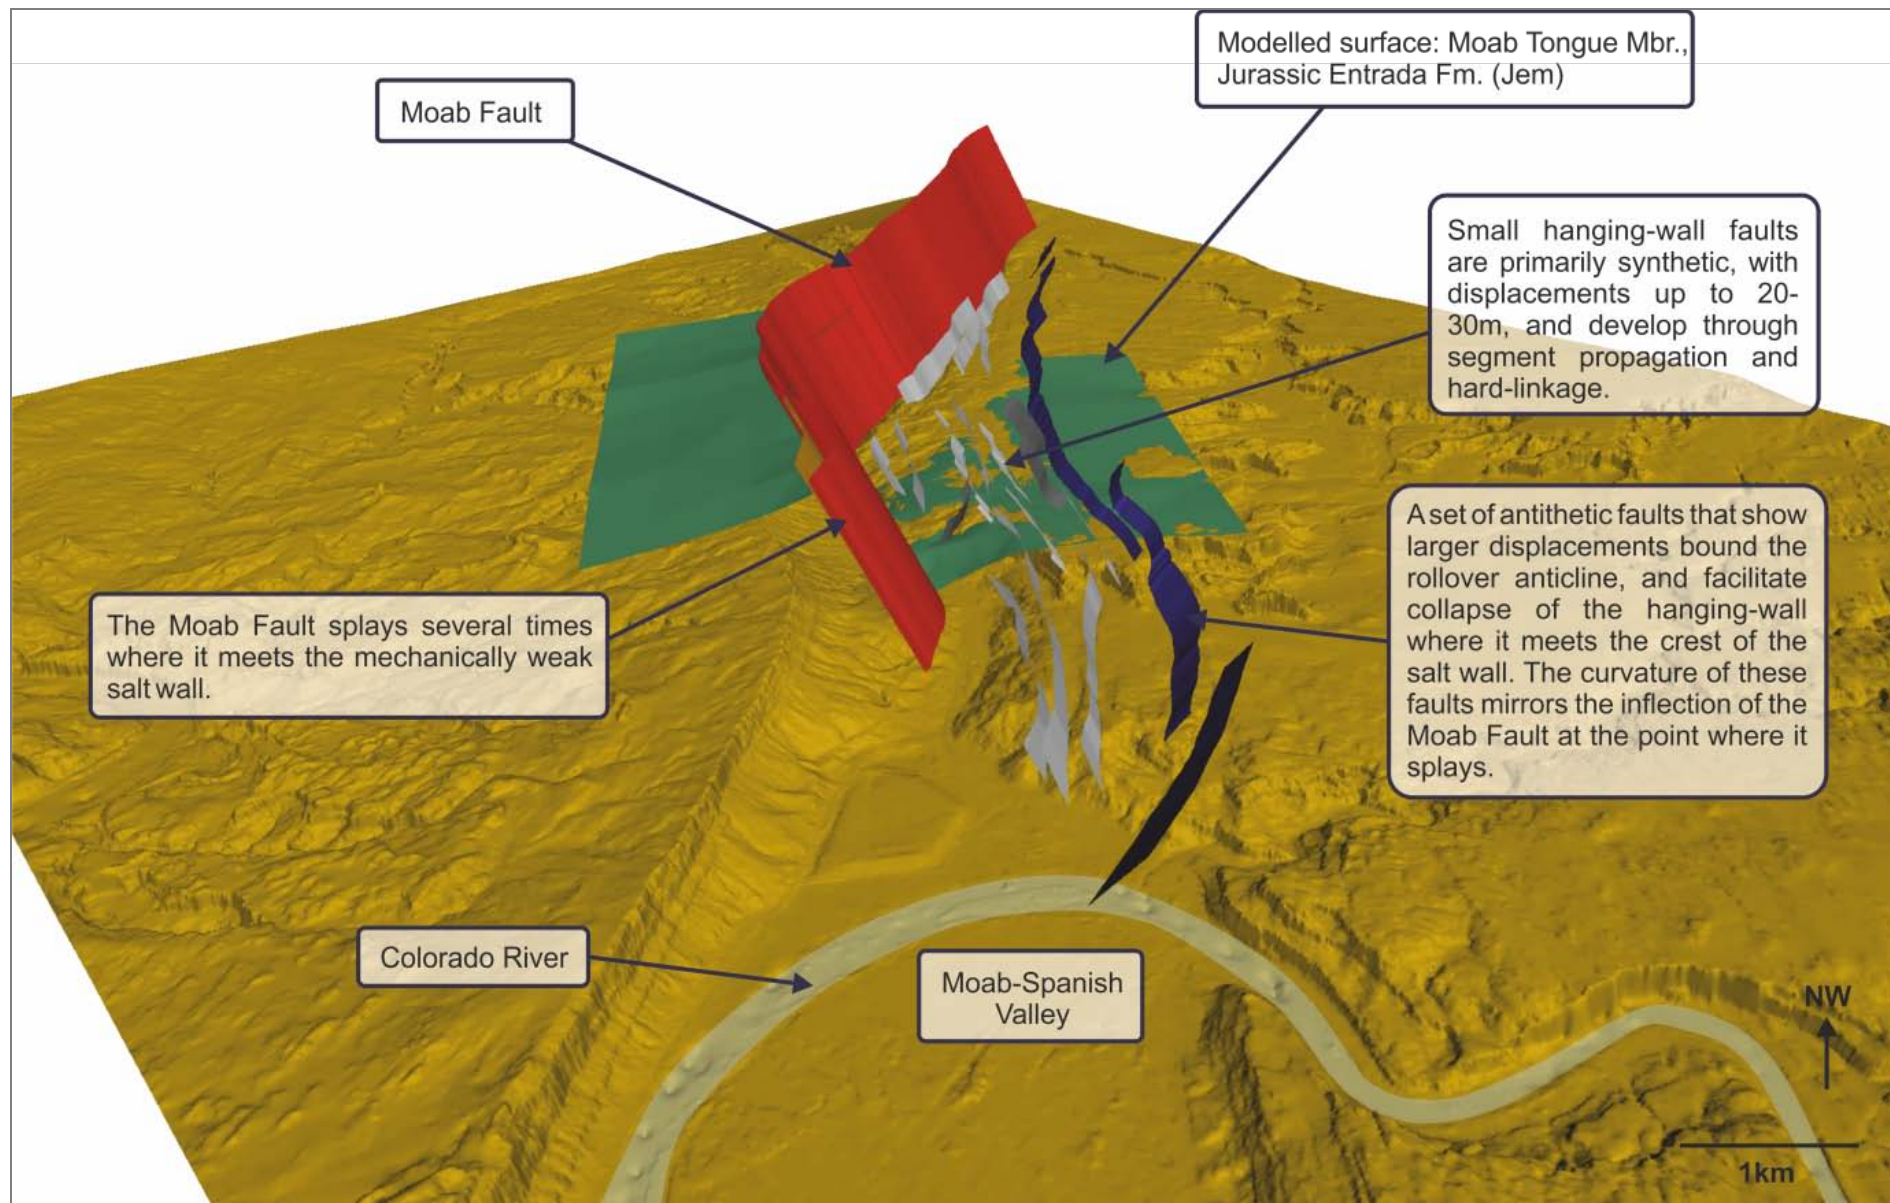 Modelled surface: Moab Tongue Mbr.,
Jurassic Entrada Fm. (Jem)
Moab Fault
Small hanging-wall faults
are primarily synthetic, with
displacements up to 20-
30m, and develop through
segment propagation and
hard-linkage.
A set of antithetic faults that show
larger displacements bound the
rollover anticline, and facilitate
collapse of the hanging-wall
where it meets the crest of the
salt wall. The curvature of these
faults mirrors the inflection of the
Moab Fault at the point where it
splays.
The Moab Fault splays several times
where it meets the mechanically weak
salt wall.
Colorado River
Moab-Spanish
Valley
NW
1km